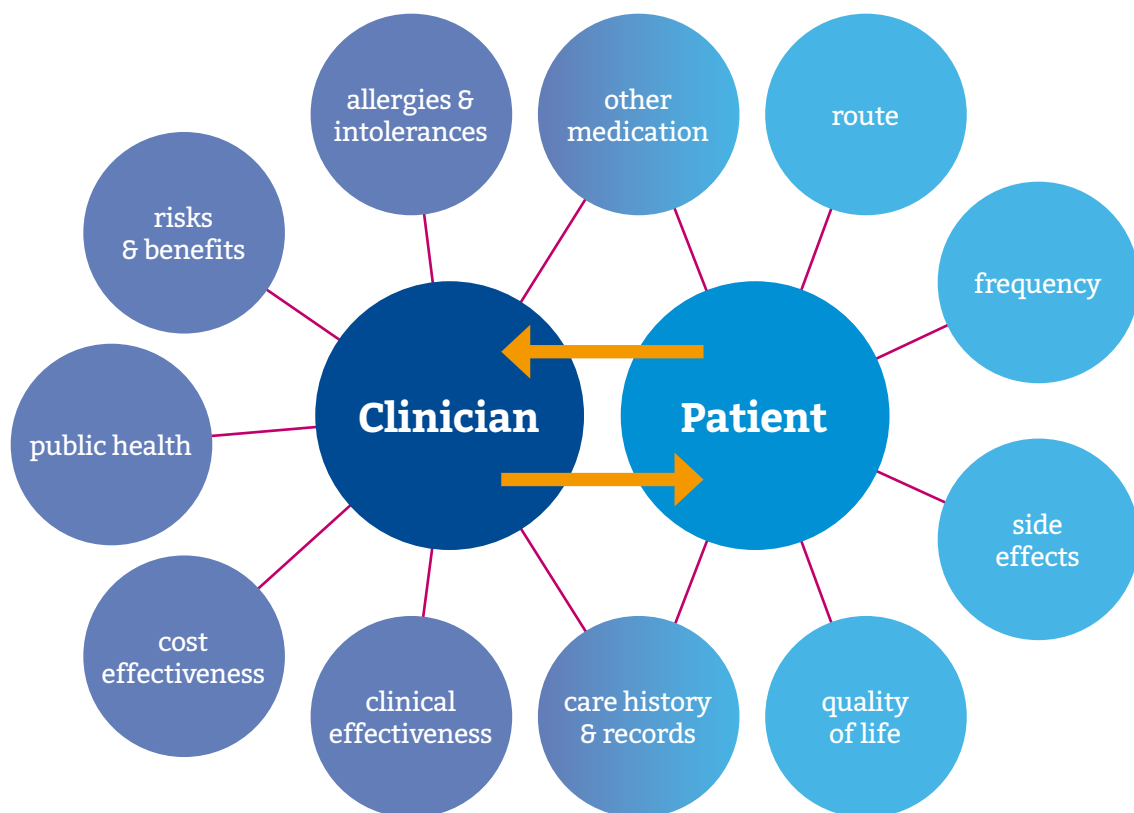 allergies &
intolerances
other
medication
route
risks
& benefits
frequency
Clinician
Patient
public health
side
effects
cost
effectiveness
clinical
effectiveness
care history
& records
quality
of life